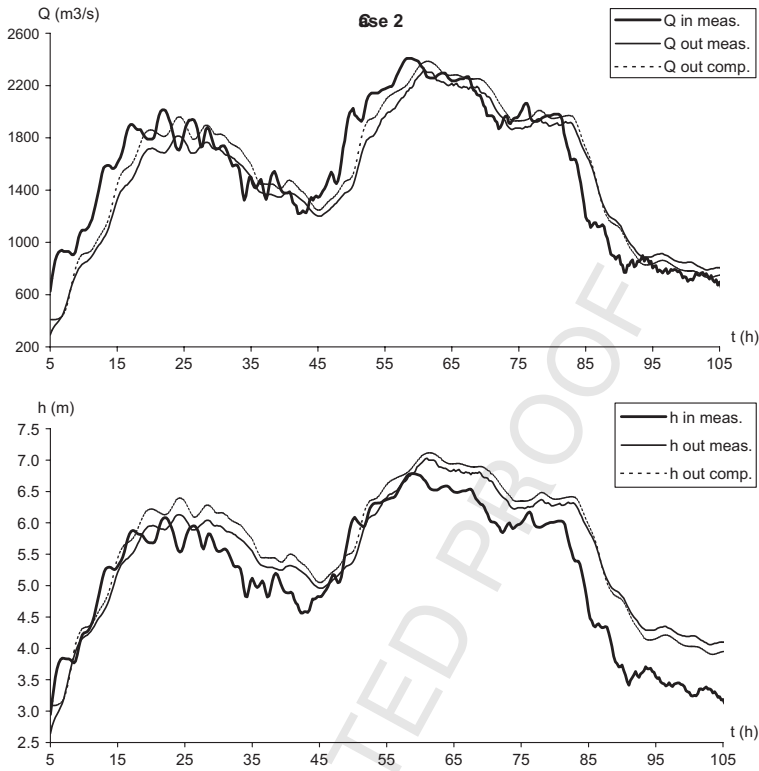 Q (m3/s)
Case 2
Q in meas.
Q out meas.
Q out comp.
2600
2200
1800
1400
1000
600
200
t (h)
5 15 25 35 45 55 65 75 85 95 105
h (m)
h in meas.
h out meas.
h out comp.
7.5
7.0
6.5
6.0
5.5
5.0
4.5
4.0
3.5
3.0
2.5
t (h)
5 15 25 35 45 55 65 75 85 95 105
TED PROOF